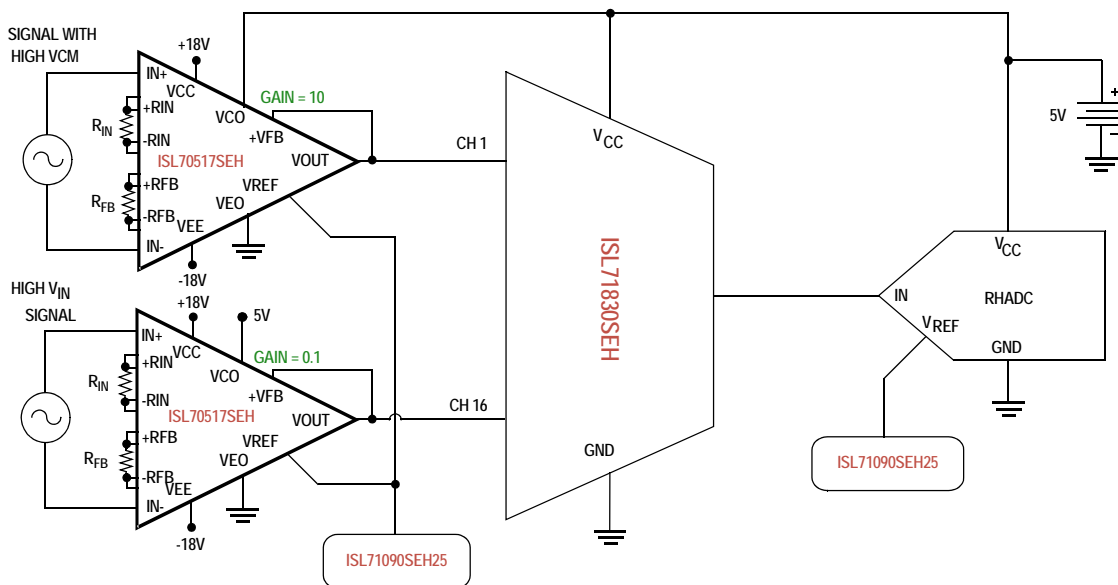 SIGNAL WITH
HIGH VCM
+18V
IN+
VCC
+RIN
RIN
-RIN
VCO
GAIN = 10
+VFB
ISL70517SEH
VOUT
+RFB
RFB
-RFB
VREF
VEO
VEE
IN-
-18V
CH 1
VCC
5V
+
–
HIGH VIN
SIGNAL
+18V
5V
IN+
VCC
+RIN
RIN
-RIN
VCO
GAIN = 0.1
+VFB
ISL70517SEH
VOUT
+RFB
RFB
-RFB
VREF
VEO
VEE
IN-
-18V
CH 16
ISL71830SEH
GND
ISL71090SEH25
VCC
IN
RHADC
VREF
GND
ISL71090SEH25